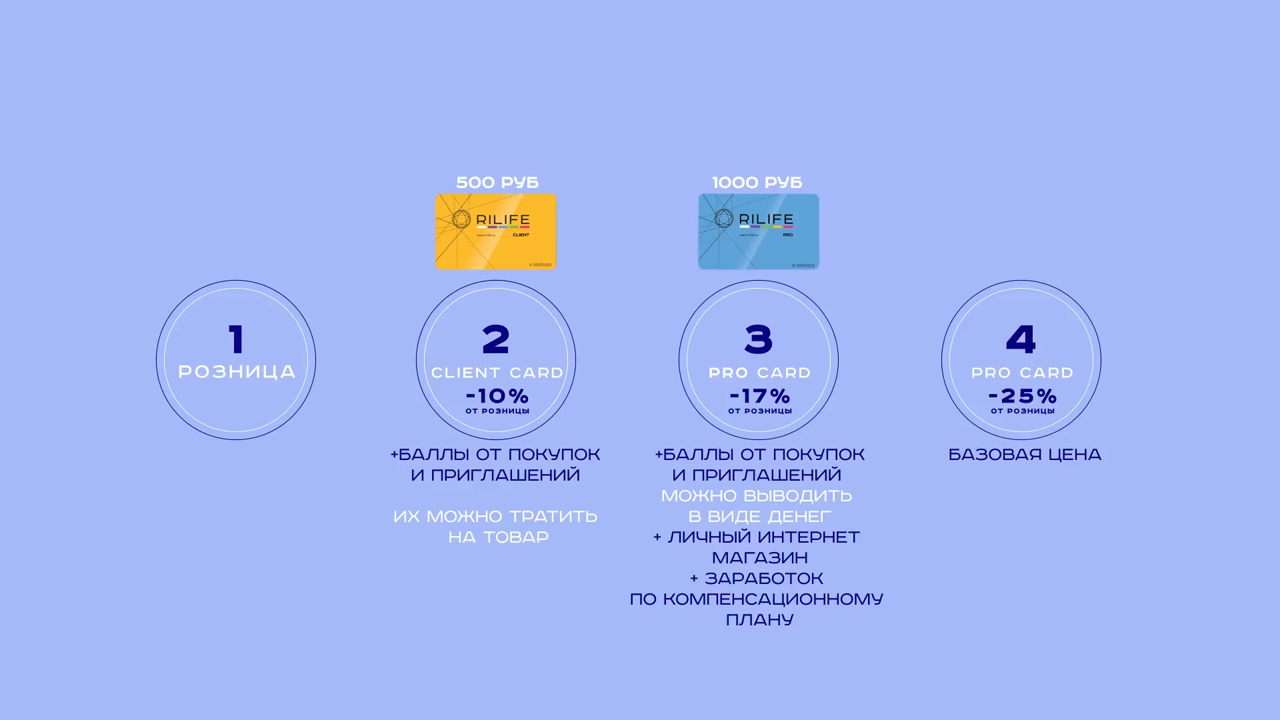 500 РУБ
RILIFE
CLIENT
1000 РУБ
RILIFE
PRO
1
РОЗНИЦА
2
CLIENT CARD
-10%
ОТ РОЗНИЦЫ
+БАЛЛЫ ОТ ПОКУПОК
И ПРИГЛАШЕНИЙ
ИХ МОЖНО ТРАТИТЬ
НА ТОВАР
3
PRO CARD
-17%
ОТ РОЗНИЦЫ
+БАЛЛЫ ОТ ПОКУПОК
И ПРИГЛАШЕНИЙ
МОЖНО ВЫВОДИТЬ
В ВИДЕ ДЕНЕГ
+ ЛИЧНЫЙ ИНТЕРНЕТ
МАГАЗИН
+ ЗАРАБОТОК
ПО КОМПЕНСАЦИОННОМУ
ПЛАНУ
4
PRO CARD
-25%
ОТ РОЗНИЦЫ
БАЗОВАЯ ЦЕНА